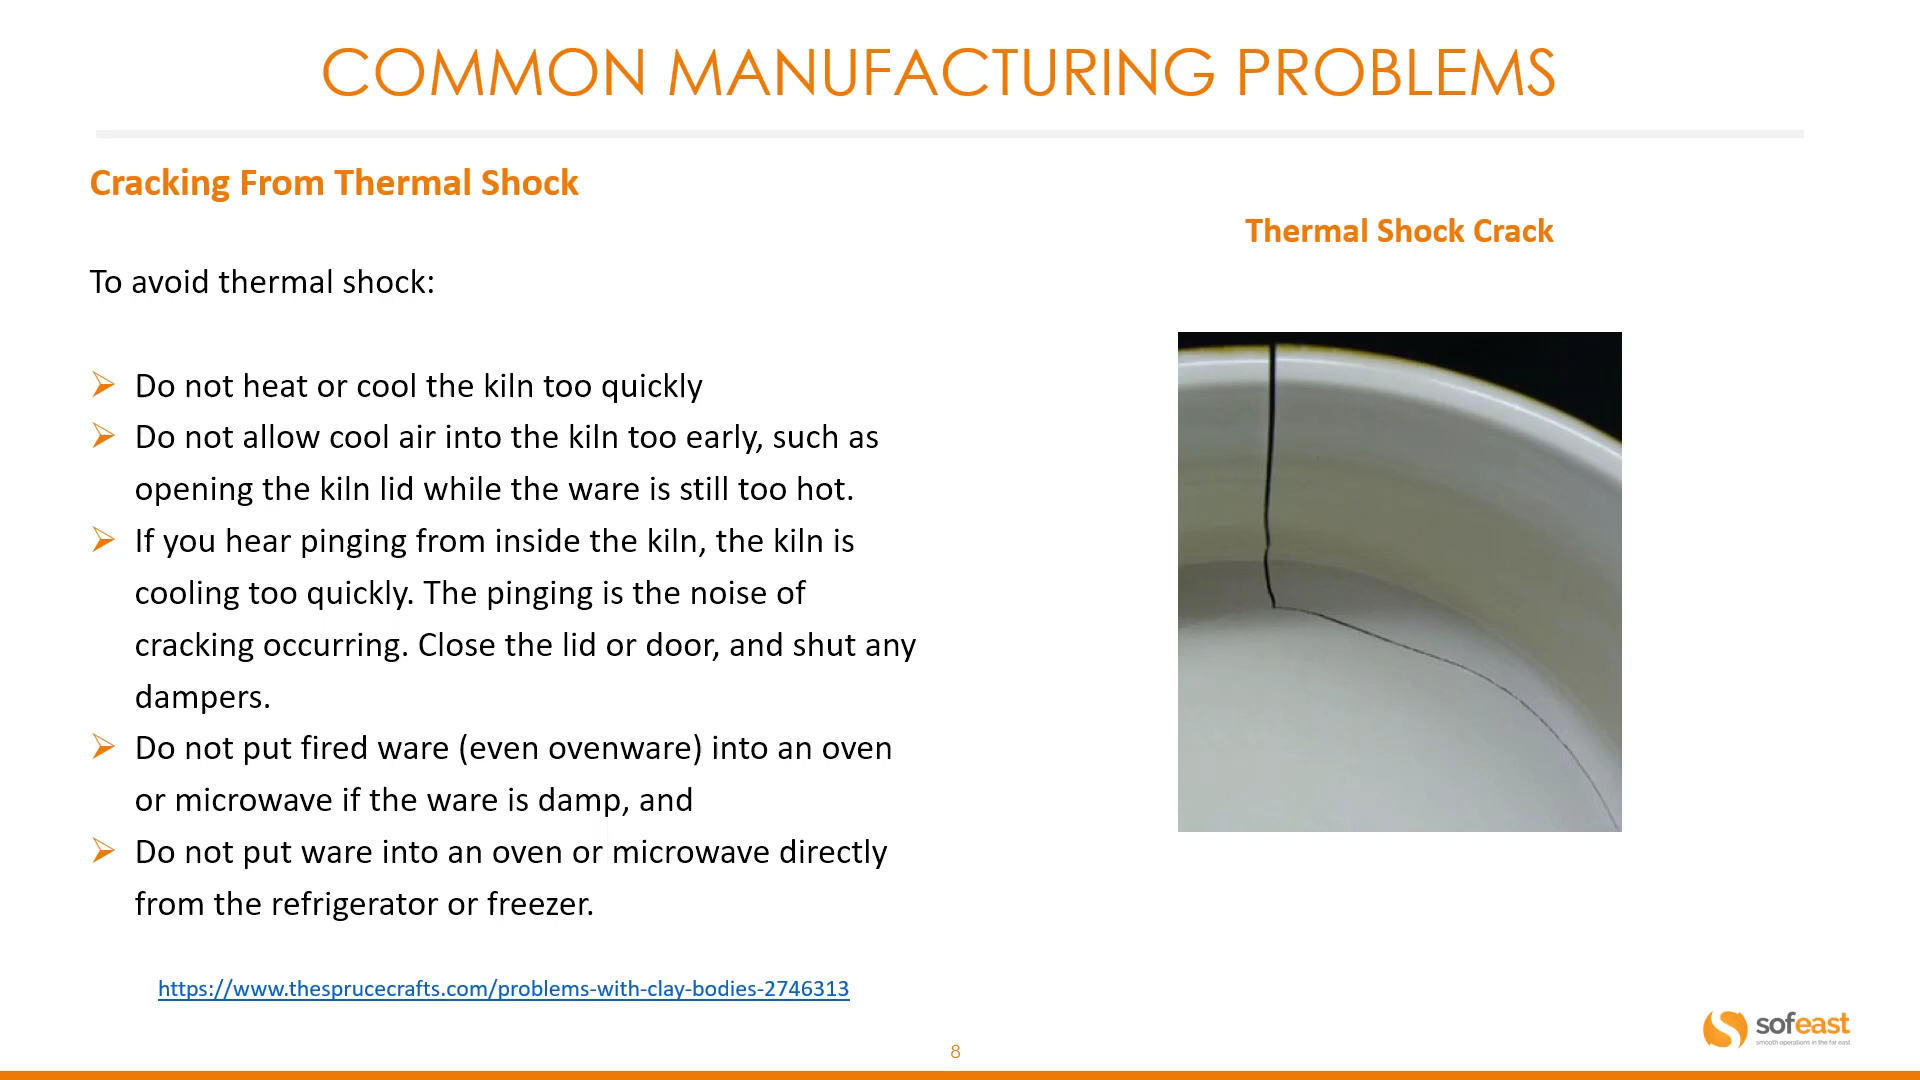 COMMON MANUFACTURING PROBLEMS
Cracking From Thermal Shock
To avoid thermal shock:
Do not heat or cool the kiln too quickly
Do not allow cool air into the kiln too early, such as
opening the kiln lid while the ware is still too hot.
If you hear pinging from inside the kiln, the kiln is
cooling too quickly. The pinging is the noise of
cracking occurring. Close the lid or door, and shut any
dampers.
Do not put fired ware (even ovenware) into an oven
or microwave if the ware is damp, and
Do not put ware into an oven or microwave directly
from the refrigerator or freezer.
https://www.thesprucecrafts.com/problems-with-clay-bodies-2746313
Thermal Shock Crack
sofeast
smooth operations in the far east
8